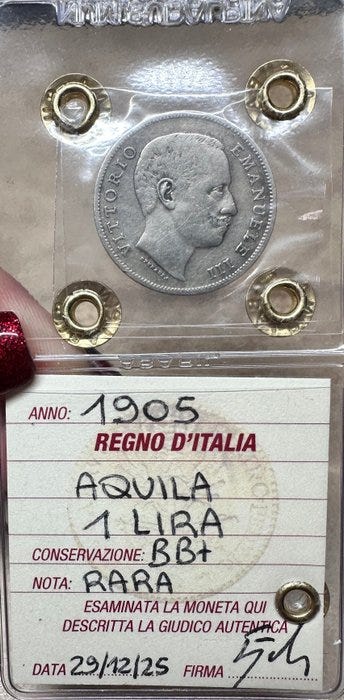 VITTORIO EMANUELE III
ANNO: 1905
REGNO D'ITALIA
AQUILA
1 LIRA
CONSERVAZIONE: BB+
NOTA: RARA
ESAMINATA LA MONETA QUI
DESCRITTA LA GIUDICO AUTENTICA
DATA 29/12/25 FIRMA